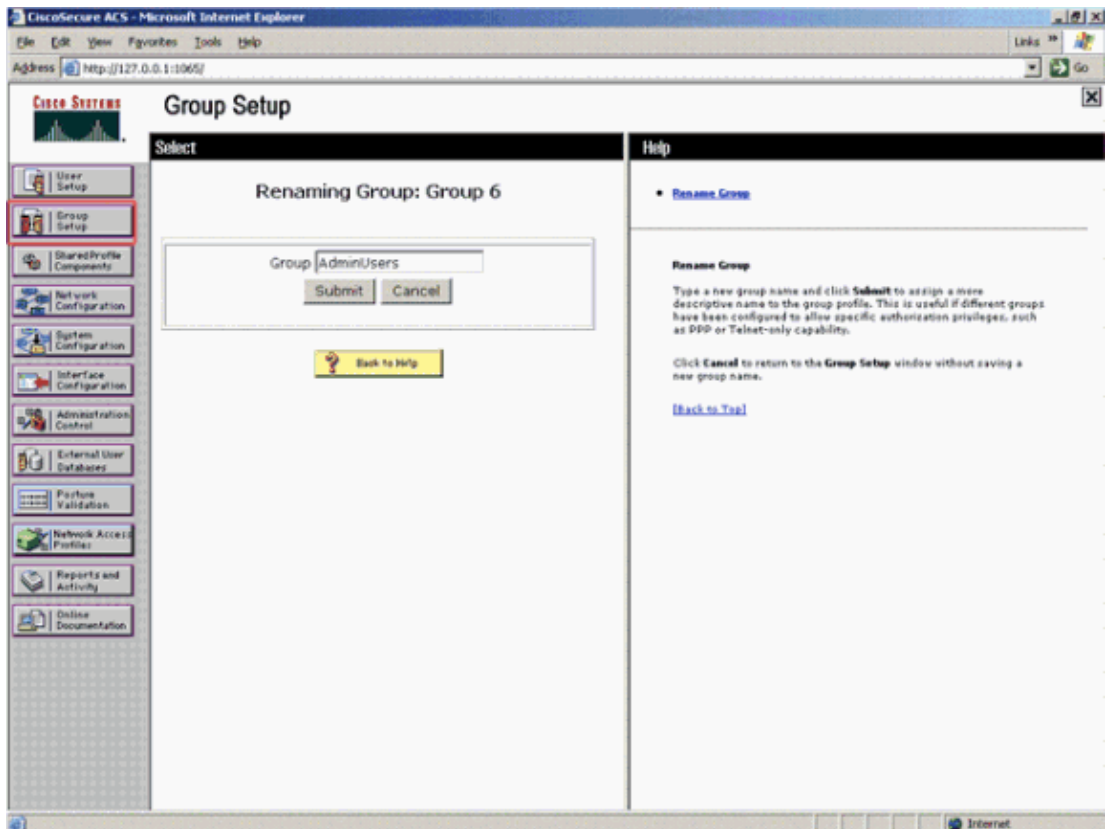 CiscoSecure ACS - Microsoft Internet Explorer
File Edit View Favorites Tools Help
Links »
Address http://127.0.0.1:1065/
Go
CISCO SYSTEMS
Group Setup
Select
Help
User
Setup
Group
Setup
Shared Profile
Components
Network
Configuration
System
Configuration
Interface
Configuration
Administration
Control
External User
Databases
Posture
Validation
Network Access
Profiles
Reports and
Activity
Online
Documentation
Renaming Group: Group 6
Group AdminUsers
Submit Cancel
? Back to Help
• Rename Group
Rename Group
Type a new group name and click Submit to assign a more
descriptive name to the group profile. This is useful if different groups
have been configured to allow specific authorization privileges, such
as PPP or Telnet-only capability.
Click Cancel to return to the Group Setup window without saving a
new group name.
[Back to Top]
Internet